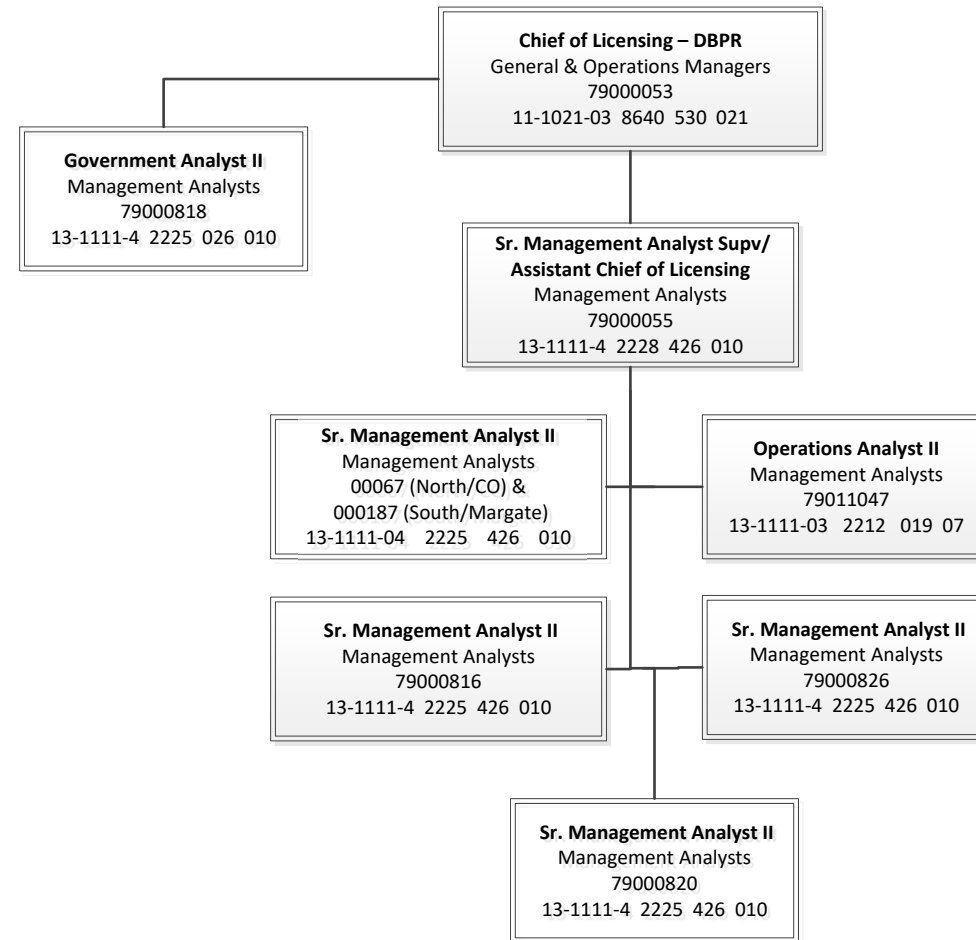 Chief of Licensing – DBPR
General & Operations Managers
79000053
11-1021-03 8640 530 021
Government Analyst II
Management Analysts
79000818
13-1111-4 2225 026 010
Sr. Management Analyst Supv/
Assistant Chief of Licensing
Management Analysts
79000055
13-1111-4 2228 426 010
Sr. Management Analyst II
Management Analysts
00067 (North/CO) &
000187 (South/Margate)
13-1111-04 2225 426 010
Operations Analyst II
Management Analysts
79011047
13-1111-03 2212 019 07
Sr. Management Analyst II
Management Analysts
79000816
13-1111-4 2225 426 010
Sr. Management Analyst II
Management Analysts
79000826
13-1111-4 2225 426 010
Sr. Management Analyst II
Management Analysts
79000820
13-1111-4 2225 426 010